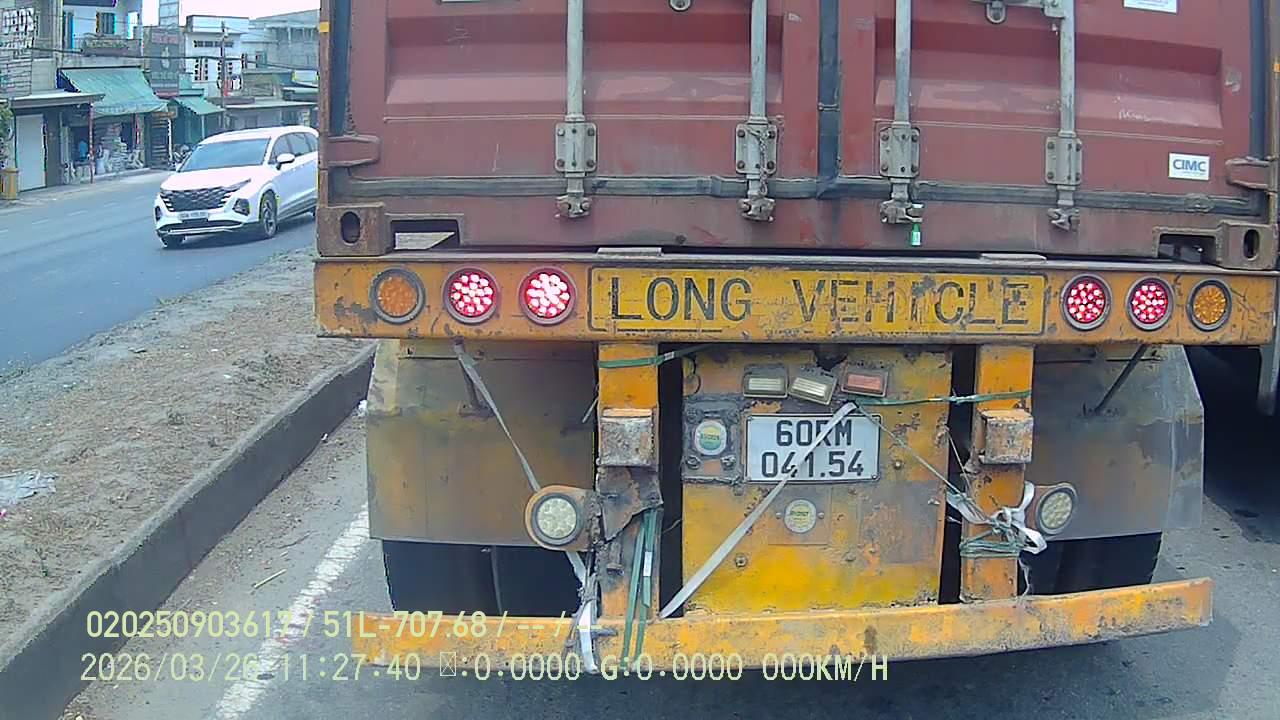 CIMC
LONG VEHICLE
60RM
041.54
020250903617 / 51L-707.68 / -- / --
2026/03/26 11:27:40 :0.0000 G:0.0000 000KM/H